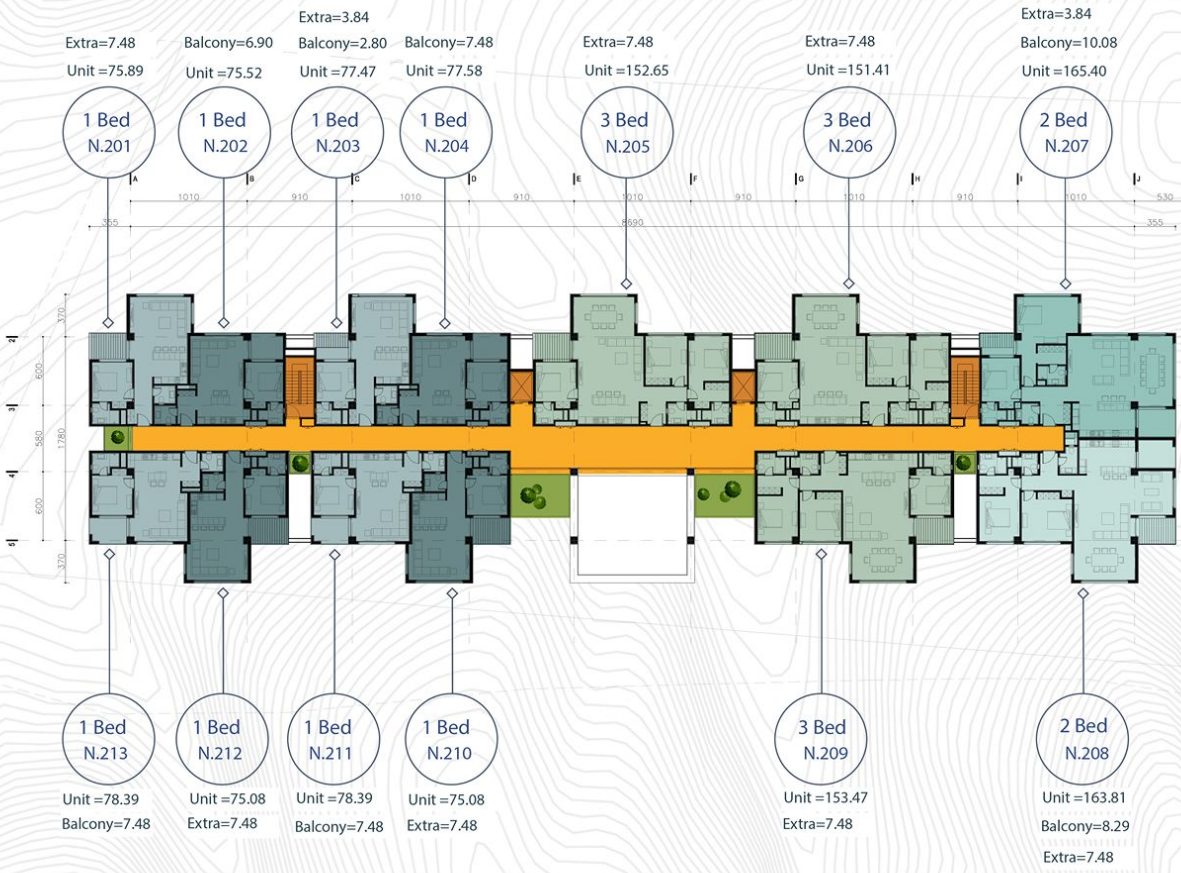 Extra=7.48
Unit =75.89
1 Bed
N.201
Balcony=6.90
Unit =75.52
1 Bed
N.202
Extra=3.84
Balcony=2.80
Unit =77.47
1 Bed
N.203
Balcony=7.48
Unit =77.58
1 Bed
N.204
Extra=7.48
Unit =152.65
3 Bed
N.205
Extra=7.48
Unit =151.41
3 Bed
N.206
Extra=3.84
Balcony=10.08
Unit =165.40
2 Bed
N.207
A B C D E F G H I J
1010 930 1010 910 1010 910 1010 910 1010 530
355 8690 355
370
2
600
3
580
1780
4
600
5
370
1 Bed
N.213
Unit =78.39
Balcony=7.48
1 Bed
N.212
Unit =75.08
Extra=7.48
1 Bed
N.211
Unit =78.39
Balcony=7.48
1 Bed
N.210
Unit =75.08
Extra=7.48
3 Bed
N.209
Unit =153.47
Extra=7.48
2 Bed
N.208
Unit =163.81
Balcony=8.29
Extra=7.48